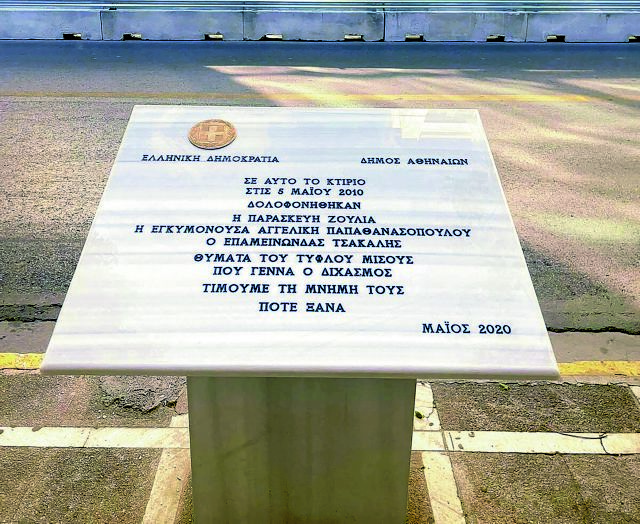 ΕΛΛΗΝΙΚΗ ΔΗΜΟΚΡΑΤΙΑ ΔΗΜΟΣ ΑΘΗΝΑΙΩΝ
ΣΕ ΑΥΤΟ ΤΟ ΚΤΙΡΙΟ
ΣΤΙΣ 5 ΜΑΪΟΥ 2010
ΔΟΛΟΦΟΝΗΘΗΚΑΝ
Η ΠΑΡΑΣΚΕΥΗ ΖΟΥΛΙΑ
Η ΕΓΚΥΜΟΝΟΥΣΑ ΑΓΓΕΛΙΚΗ ΠΑΠΑΘΑΝΑΣΟΠΟΥΛΟΥ
Ο ΕΠΑΜΕΙΝΩΝΔΑΣ ΤΣΑΚΑΛΗΣ
ΘΥΜΑΤΑ ΤΟΥ ΤΥΦΛΟΥ ΜΙΣΟΥΣ
ΠΟΥ ΓΕΝΝΑ Ο ΔΙΧΑΣΜΟΣ
ΤΙΜΟΥΜΕ ΤΗ ΜΝΗΜΗ ΤΟΥΣ
ΠΟΤΕ ΞΑΝΑ
ΜΑΪΟΣ 2020